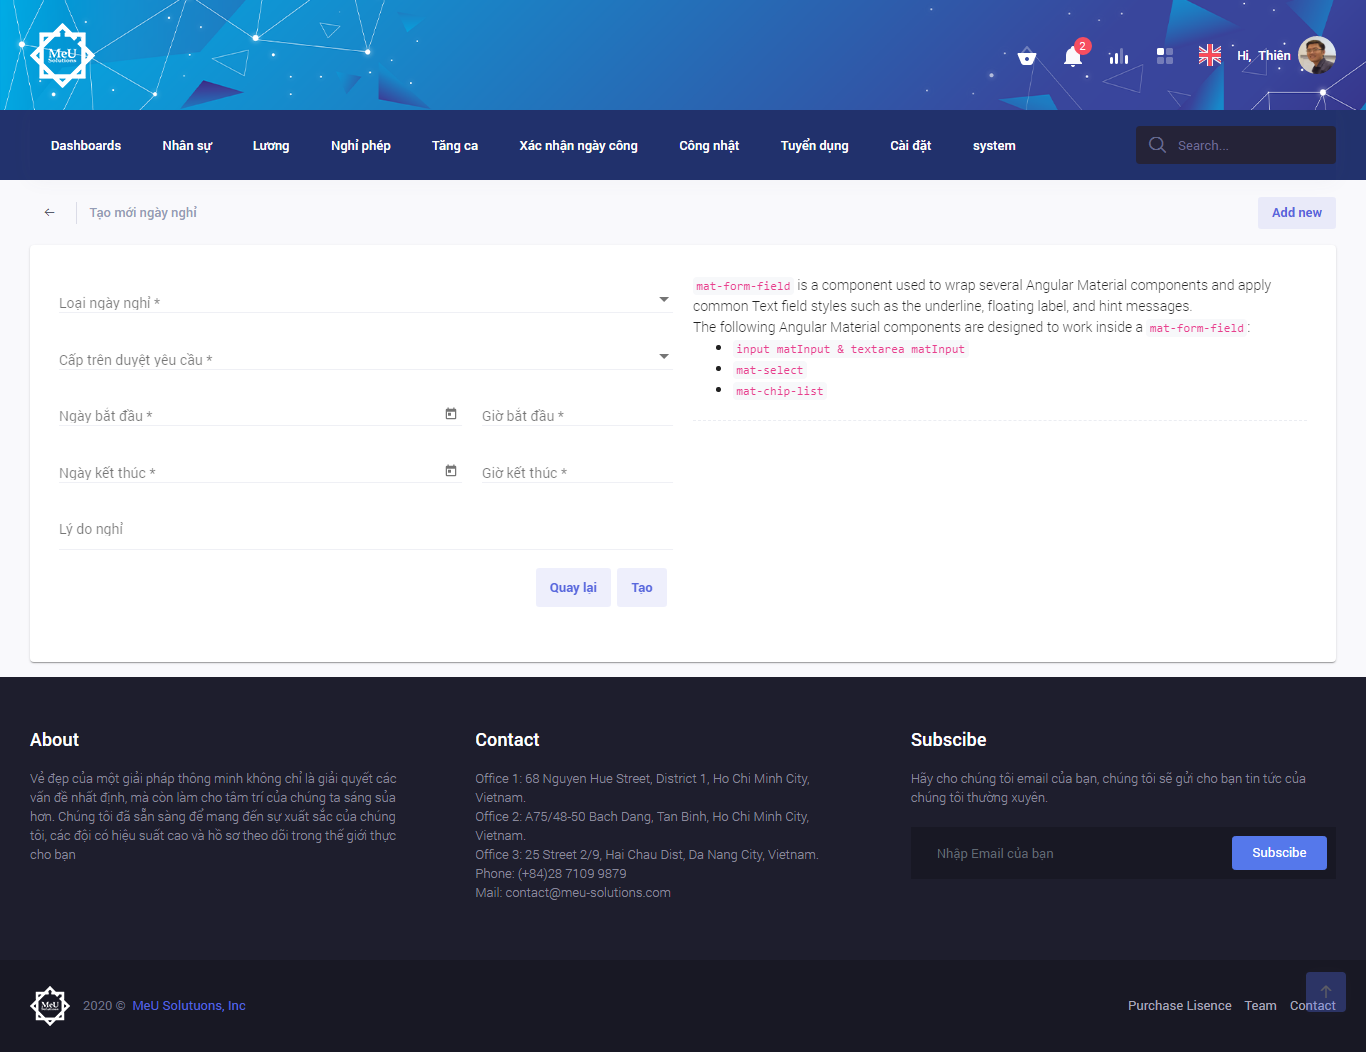 MeU
Solutions
2
Hi, Thiên
Dashboards
Nhân sự
Lương
Nghỉ phép
Tăng ca
Xác nhận ngày công
Công nhật
Tuyển dụng
Cài đặt
system
Search...
Tạo mới ngày nghỉ
Add new
Loại ngày nghỉ *
Cấp trên duyệt yêu cầu *
Ngày bắt đầu *
Giờ bắt đầu *
Ngày kết thúc *
Giờ kết thúc *
Lý do nghỉ
Quay lại
Tạo
mat-form-field is a component used to wrap several Angular Material components and apply
common Text field styles such as the underline, floating label, and hint messages.
The following Angular Material components are designed to work inside a mat-form-field:
input matInput & textarea matInput
mat-select
mat-chip-list
About
Vẻ đẹp của một giải pháp thông minh không chỉ là giải quyết các
vấn đề nhất định, mà còn làm cho tâm trí của chúng ta sáng sủa
hơn. Chúng tôi đã sẵn sàng để mang đến sự xuất sắc của chúng
tôi, các đội có hiệu suất cao và hồ sơ theo dõi trong thế giới thực
cho bạn
Contact
Office 1: 68 Nguyen Hue Street, District 1, Ho Chi Minh City,
Vietnam.
Office 2: A75/48-50 Bach Dang, Tan Binh, Ho Chi Minh City,
Vietnam.
Office 3: 25 Street 2/9, Hai Chau Dist, Da Nang City, Vietnam.
Phone: (+84)28 7109 9879
Mail: contact@meu-solutions.com
Subscibe
Hãy cho chúng tôi email của bạn, chúng tôi sẽ gửi cho bạn tin tức của
chúng tôi thường xuyên.
Nhập Email của bạn
Subscibe
MeU
Solutions
2020 © MeU Solutuons, Inc
Purchase Lisence
Team
Contact